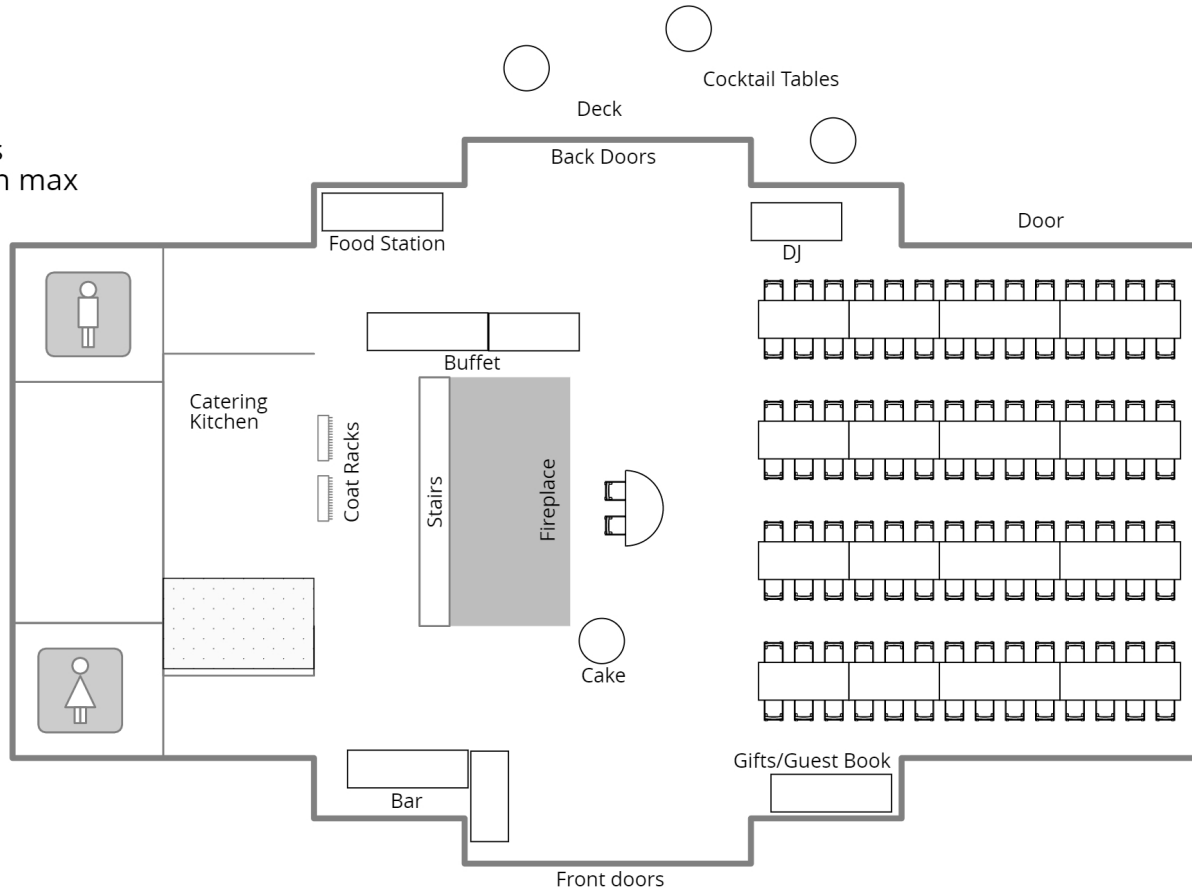 Cocktail Tables
Deck
Back Doors
max
Food Station
DJ
Door
Buffet
Catering
Kitchen
Coat Racks
Stairs
Fireplace
Cake
Bar
Gifts/Guest Book
Front doors